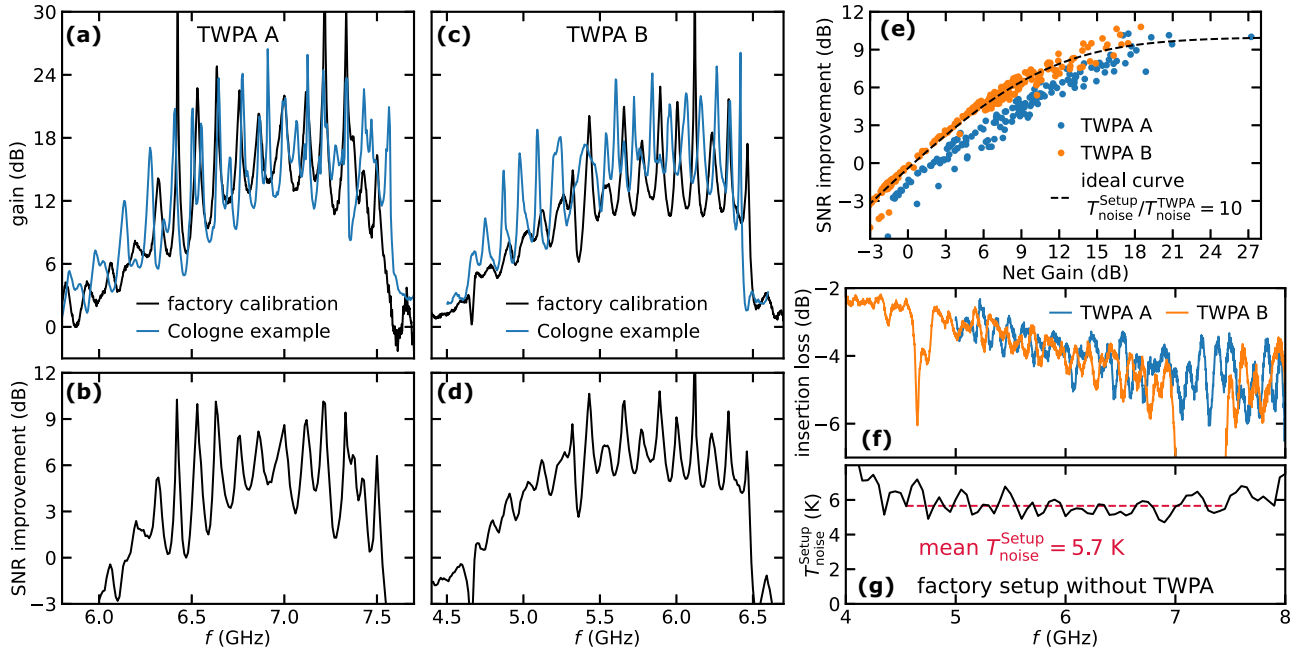 (a)
TWPA A
gain (dB)
30
24
18
12
6
0
factory calibration
Cologne example
(b)
SNR improvement (dB)
12
9
6
3
0
−3
6.0
6.5
7.0
7.5
f (GHz)
(c)
TWPA B
factory calibration
Cologne example
(d)
4.5
5.0
5.5
6.0
6.5
f (GHz)
(e)
SNR improvement (dB)
12
9
6
3
0
−3
TWPA A
TWPA B
ideal curve
T_noise^Setup/T_noise^TWPA = 10
−3
0
3
6
9
12
15
18
21
24
27
Net Gain (dB)
(f)
insertion loss (dB)
−2
−4
−6
TWPA A
TWPA B
(g)
T_noise^Setup (K)
6
4
2
0
mean T_noise^Setup = 5.7 K
factory setup without TWPA
4
5
6
7
8
f (GHz)